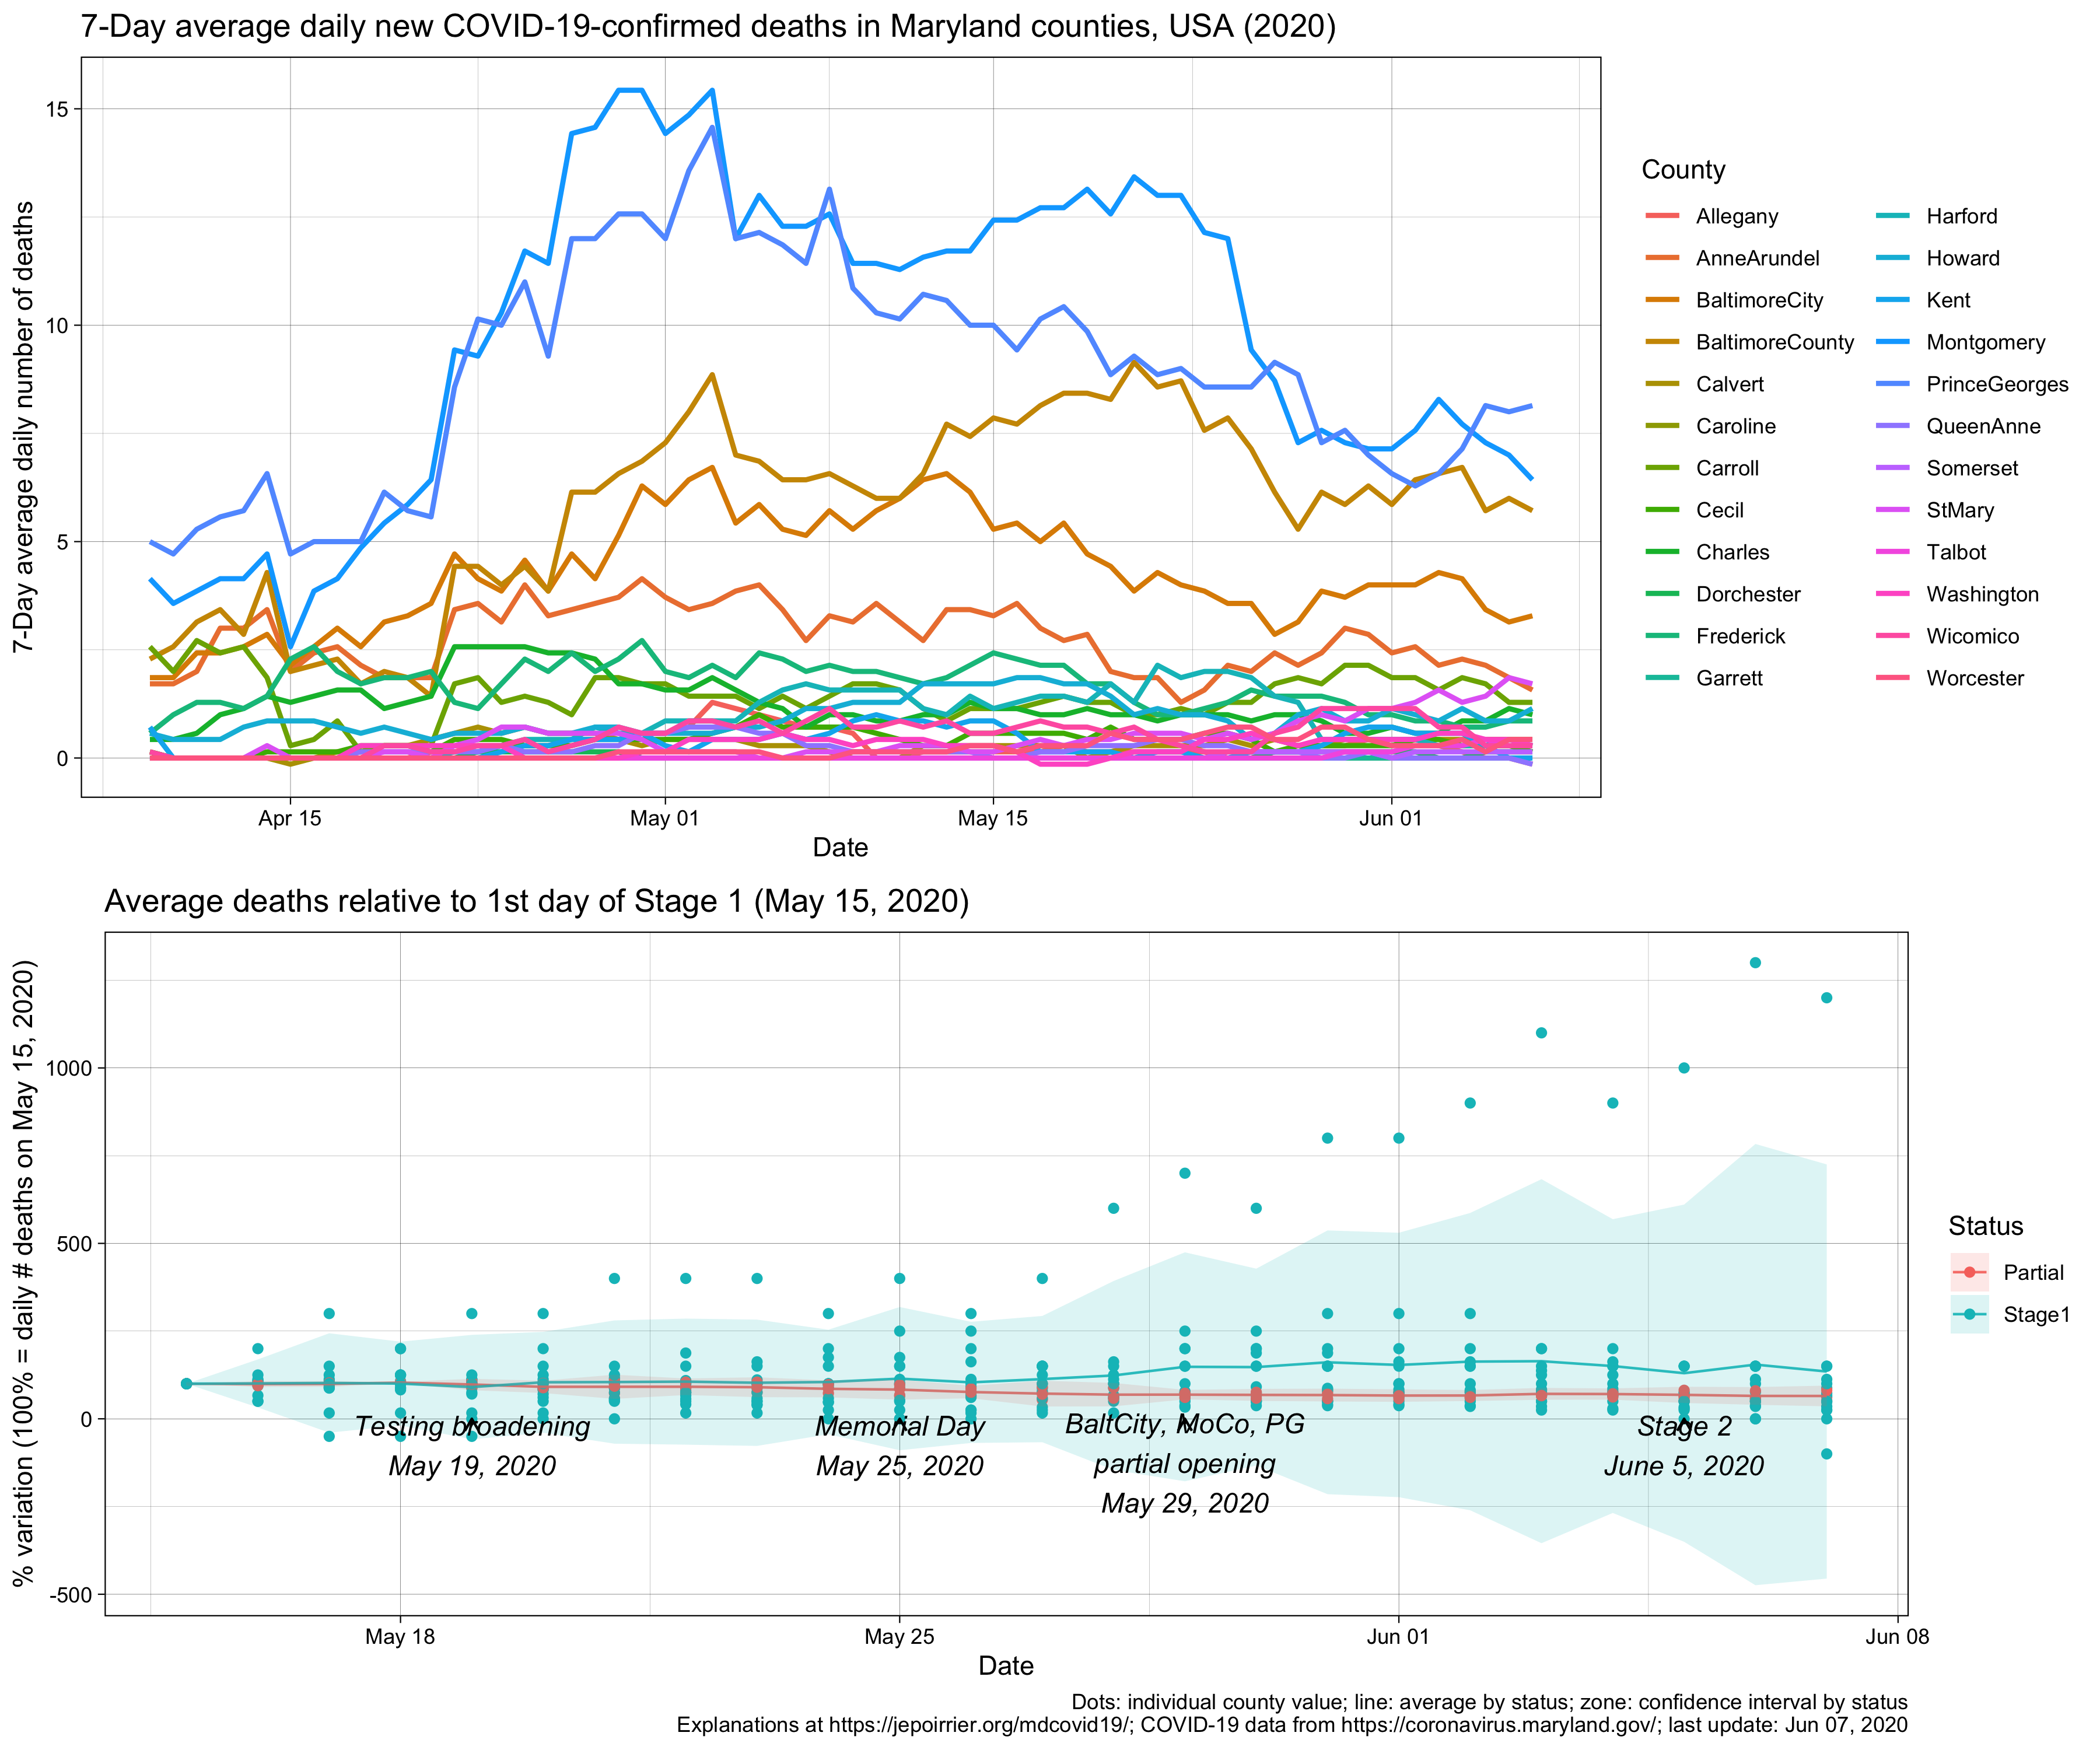 7-Day average daily new COVID-19-confirmed deaths in Maryland counties, USA (2020)
7-Day average daily number of deaths
15
10
5
0
Apr 15
May 01
May 15
Jun 01
Date
County
Allegany
AnneArundel
BaltimoreCity
BaltimoreCounty
Calvert
Caroline
Carroll
Cecil
Charles
Dorchester
Frederick
Garrett
Harford
Howard
Kent
Montgomery
PrinceGeorges
QueenAnne
Somerset
StMary
Talbot
Washington
Wicomico
Worcester
Average deaths relative to 1st day of Stage 1 (May 15, 2020)
% variation (100% = daily # deaths on May 15, 2020)
1000
500
0
-500
Testing broadening
May 19, 2020
Memorial Day
May 25, 2020
BaltCity, MoCo, PG
partial opening
May 29, 2020
Stage 2
June 5, 2020
May 18
May 25
Jun 01
Jun 08
Date
Status
Partial
Stage1
Dots: individual county value; line: average by status; zone: confidence interval by status
Explanations at https://jepoirrier.org/mdcovid19/; COVID-19 data from https://coronavirus.maryland.gov/; last update: Jun 07, 2020